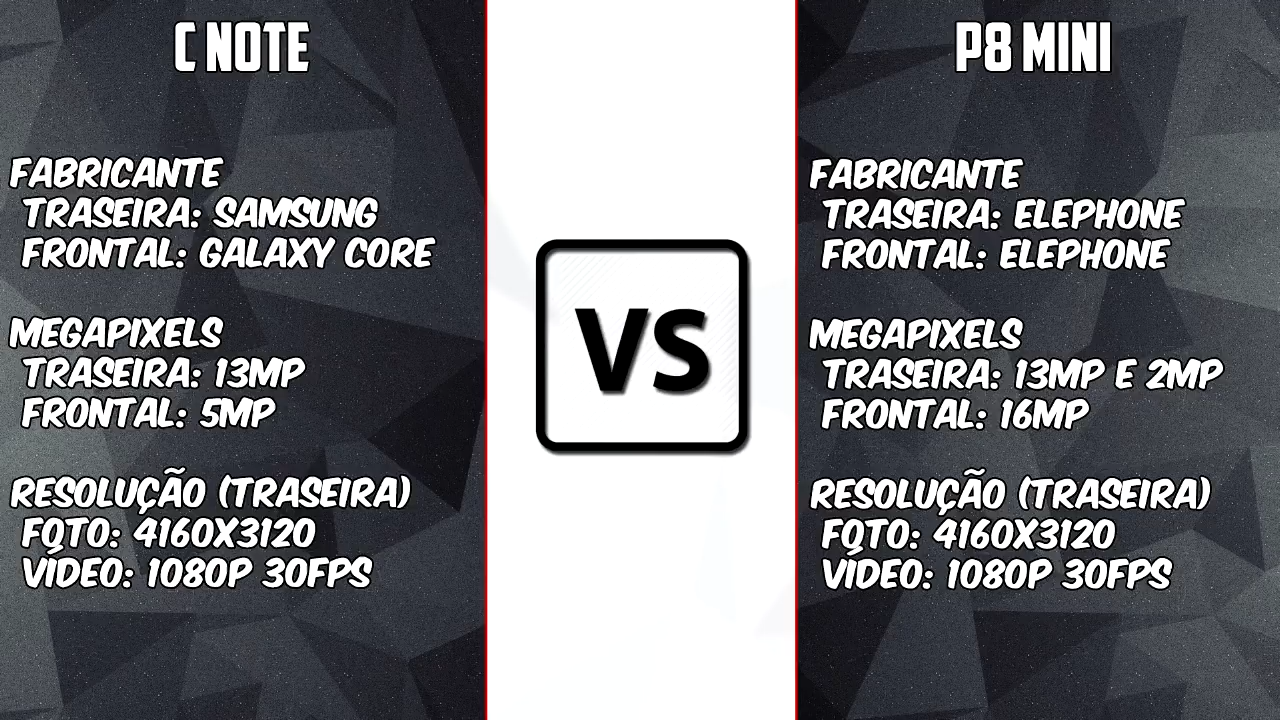 C NOTE
FABRICANTE
TRASEIRA: SAMSUNG
FRONTAL: GALAXY CORE
MEGAPIXELS
TRASEIRA: 13MP
FRONTAL: 5MP
RESOLUÇÃO (TRASEIRA)
FOTO: 4160X3120
VÍDEO: 1080P 30FPS
VS
P8 MINI
FABRICANTE
TRASEIRA: ELEPHONE
FRONTAL: ELEPHONE
MEGAPIXELS
TRASEIRA: 13MP E 2MP
FRONTAL: 16MP
RESOLUÇÃO (TRASEIRA)
FOTO: 4160X3120
VÍDEO: 1080P 30FPS